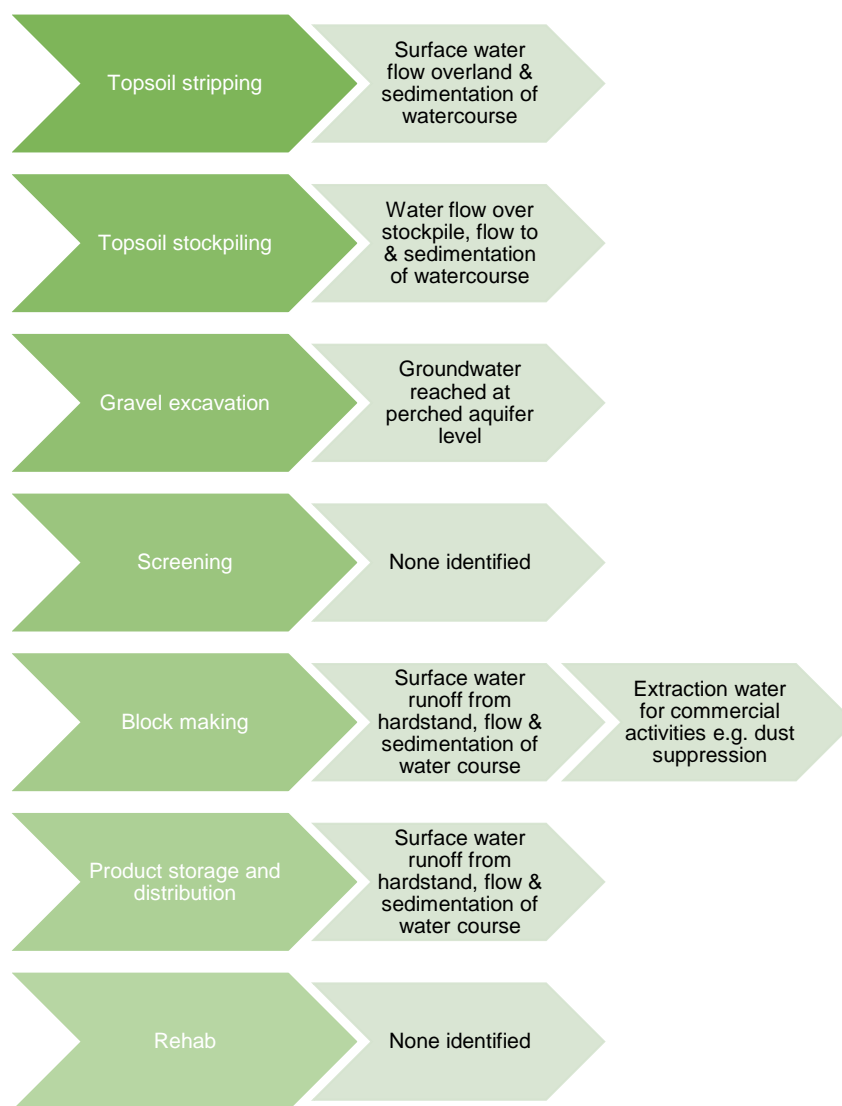 Topsoil stripping
Surface water
flow overland &
sedimentation of
watercourse
Topsoil stockpiling
Water flow over
stockpile, flow to
& sedimentation
of watercourse
Gravel excavation
Groundwater
reached at
perched aquifer
level
Screening
None identified
Block making
Surface water
runoff from
hardstand, flow &
sedimentation of
water course
Extraction water
for commercial
activities e.g. dust
suppression
Product storage and
distribution
Surface water
runoff from
hardstand, flow &
sedimentation of
water course
Rehab
None identified